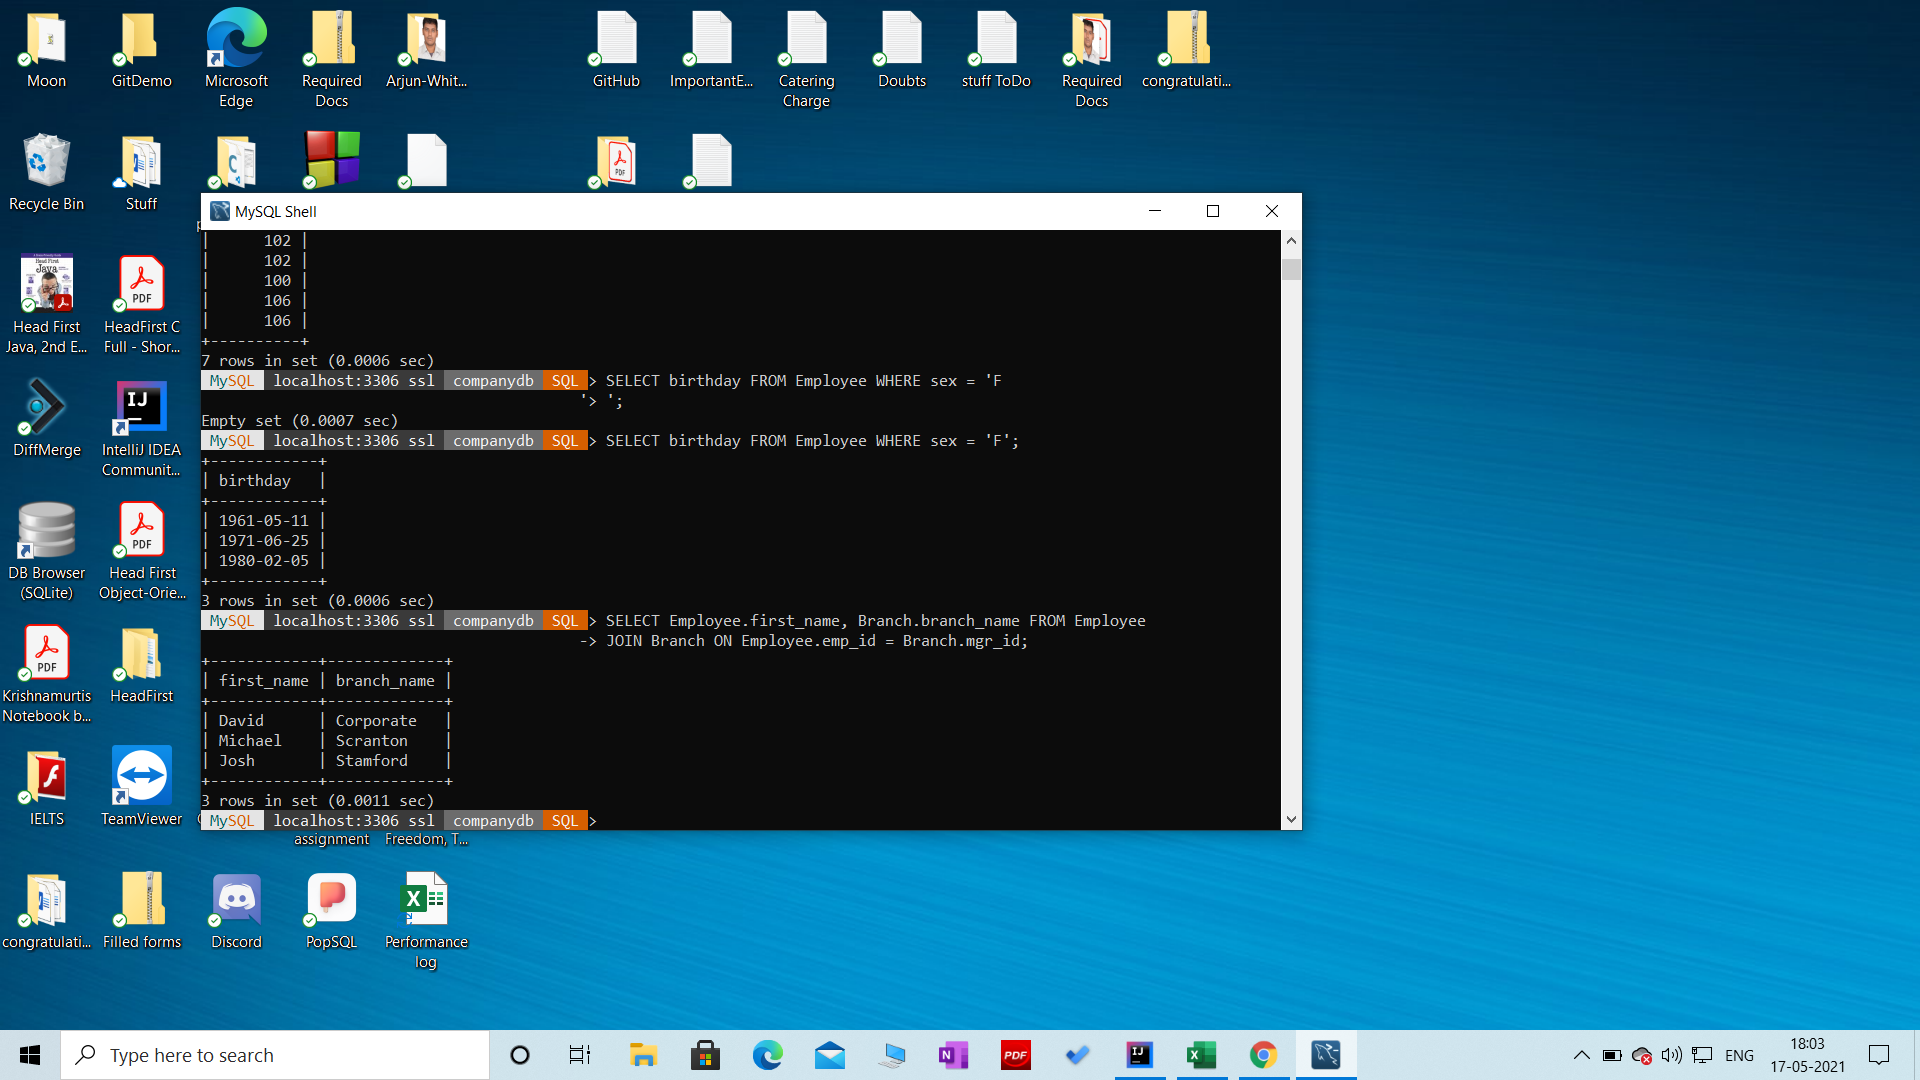 Moon
GitDemo
Microsoft
Edge
Required
Docs
Arjun-Whit...
GitHub
ImportantE...
Catering
Charge
Doubts
stuff ToDo
Required
Docs
congratulati...
Recycle Bin
Stuff
Head First
Java, 2nd E...
HeadFirst C
Full - Shor...
DiffMerge
IntelliJ IDEA
Communit...
DB Browser
(SQLite)
Head First
Object-Orie...
Krishnamurtis
Notebook b...
HeadFirst
IELTS
TeamViewer
assignment
Freedom, T...
congratulati...
Filled forms
Discord
PopSQL
Performance
log
MySQL Shell
|      102 |
|      102 |
|      100 |
|      106 |
|      106 |
+----------+
7 rows in set (0.0006 sec)
MySQL localhost:3306 ssl companydb SQL > SELECT birthday FROM Employee WHERE sex = 'F
'> ';
Empty set (0.0007 sec)
MySQL localhost:3306 ssl companydb SQL > SELECT birthday FROM Employee WHERE sex = 'F';
+------------+
| birthday   |
+------------+
| 1961-05-11 |
| 1971-06-25 |
| 1980-02-05 |
+------------+
3 rows in set (0.0006 sec)
MySQL localhost:3306 ssl companydb SQL > SELECT Employee.first_name, Branch.branch_name FROM Employee
-> JOIN Branch ON Employee.emp_id = Branch.mgr_id;
+------------+-------------+
| first_name | branch_name |
+------------+-------------+
| David      | Corporate   |
| Michael    | Scranton    |
| Josh       | Stamford    |
+------------+-------------+
3 rows in set (0.0011 sec)
MySQL localhost:3306 ssl companydb SQL >
Type here to search
ENG
18:03
17-05-2021